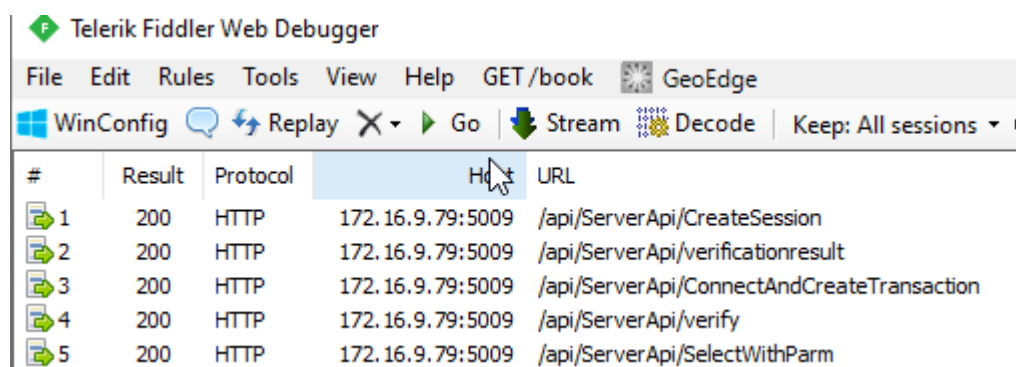 Telerik Fiddler Web Debugger
File Edit Rules Tools View Help GET /book GeoEdge
WinConfig Replay Go Stream Decode Keep: All sessions
# Result Protocol Host URL
1 200 HTTP 172.16.9.79:5009 /api/ServerApi/CreateSession
2 200 HTTP 172.16.9.79:5009 /api/ServerApi/verificationresult
3 200 HTTP 172.16.9.79:5009 /api/ServerApi/ConnectAndCreateTransaction
4 200 HTTP 172.16.9.79:5009 /api/ServerApi/verify
5 200 HTTP 172.16.9.79:5009 /api/ServerApi/SelectWithParm